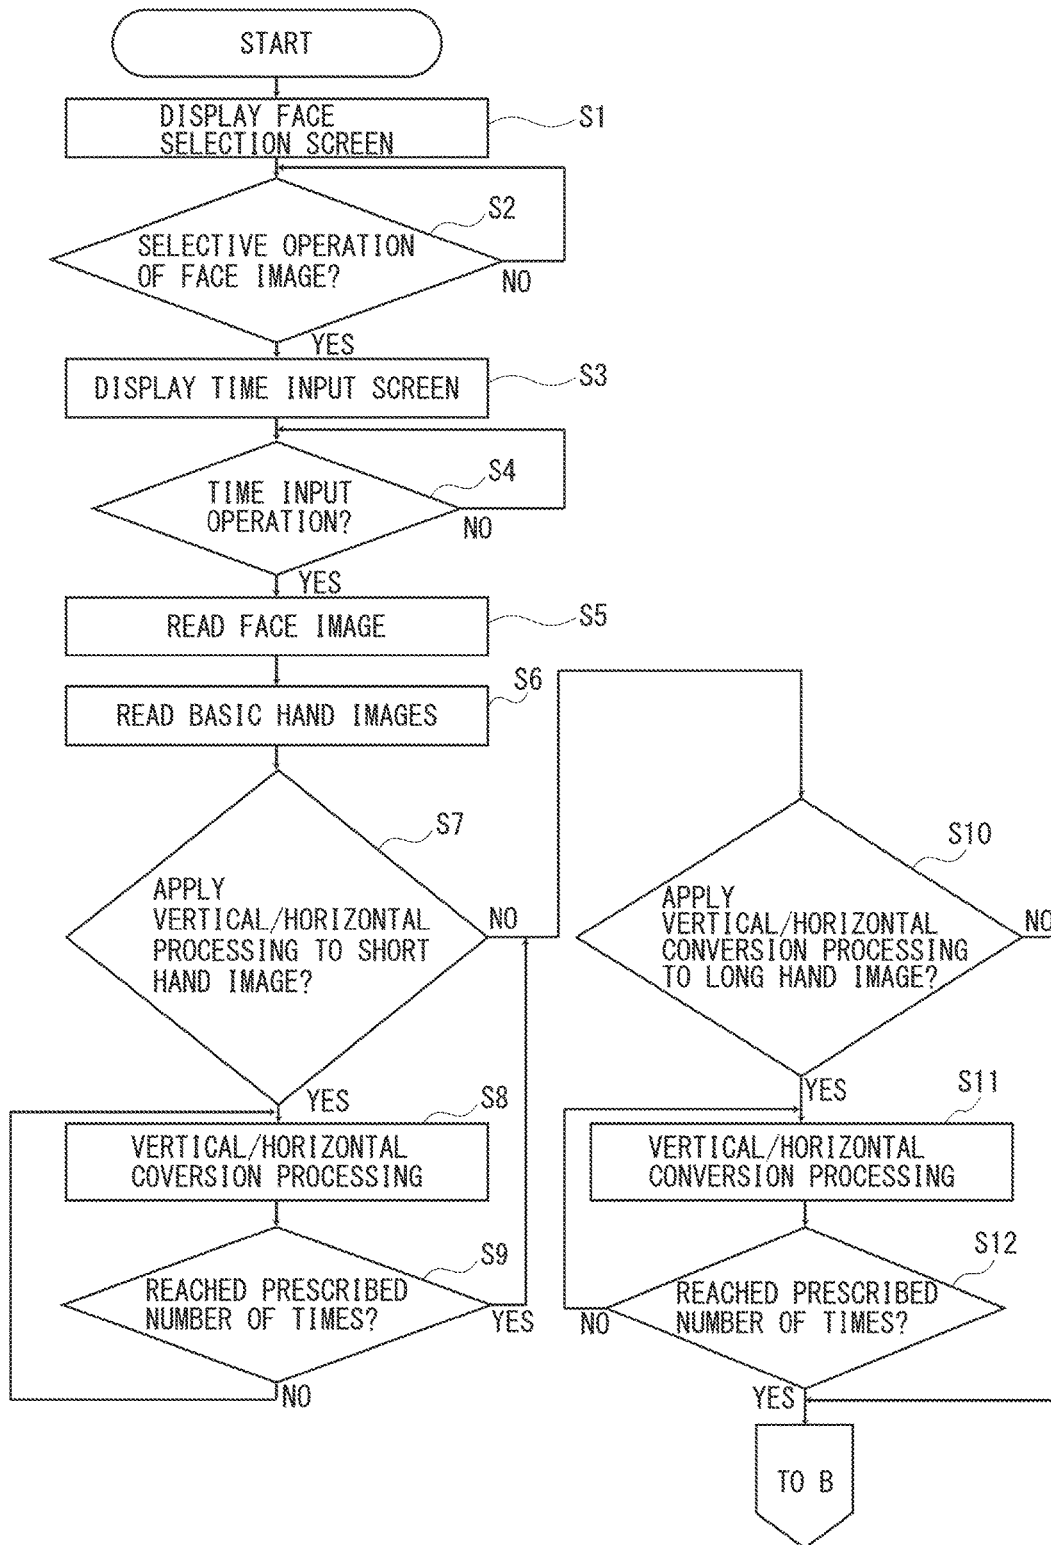 START
DISPLAY FACE
SELECTION SCREEN
S1
S2
SELECTIVE OPERATION
OF FACE IMAGE?
NO
YES
DISPLAY TIME INPUT SCREEN
S3
S4
TIME INPUT
OPERATION?
NO
YES
READ FACE IMAGE
S5
S6
READ BASIC HAND IMAGES
S7
APPLY
VERTICAL/HORIZONTAL
PROCESSING TO SHORT
HAND IMAGE?
NO
YES
S8
VERTICAL/HORIZONTAL
COVERSION PROCESSING
S9
REACHED PRESCRIBED
NUMBER OF TIMES?
YES
NO
S10
APPLY
VERTICAL/HORIZONTAL
CONVERSION PROCESSING
TO LONG HAND IMAGE?
NO
YES
S11
VERTICAL/HORIZONTAL
CONVERSION PROCESSING
S12
REACHED PRESCRIBED
NUMBER OF TIMES?
NO
YES
TO B